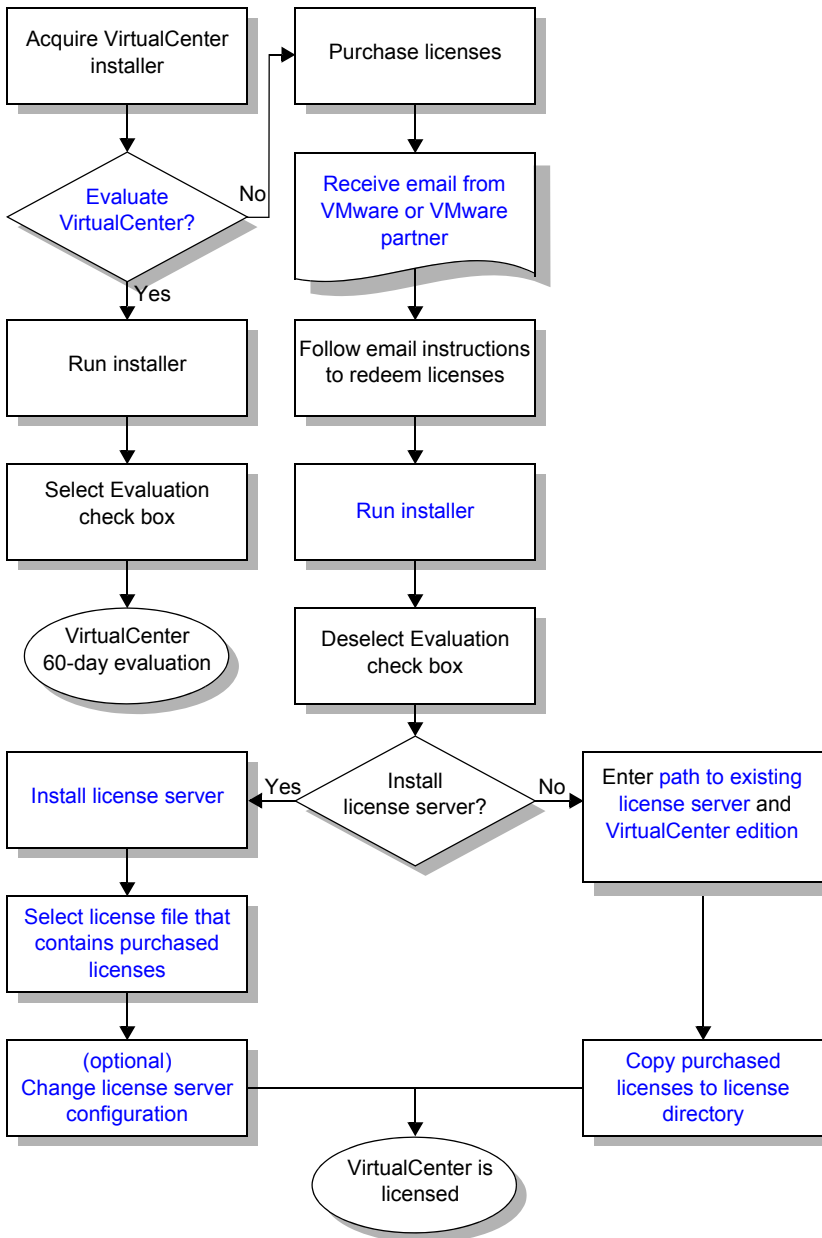 Acquire VirtualCenter
installer
Evaluate
VirtualCenter?
No
Yes
Run installer
Select Evaluation
check box
VirtualCenter
60-day evaluation
Purchase licenses
Receive email from
VMware or VMware
partner
Follow email instructions
to redeem licenses
Run installer
Deselect Evaluation
check box
Install
license server?
Yes
No
Install license server
Select license file that
contains purchased
licenses
(optional)
Change license server
configuration
Enter path to existing
license server and
VirtualCenter edition
Copy purchased
licenses to license
directory
VirtualCenter is
licensed